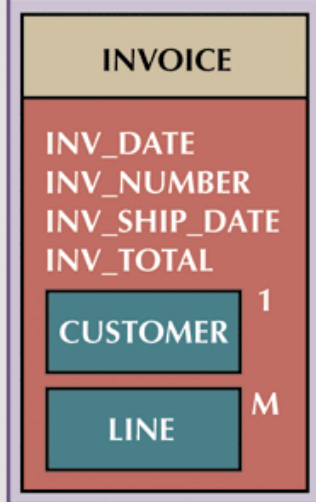 INVOICE
INV_DATE
INV_NUMBER
INV_SHIP_DATE
INV_TOTAL
1
CUSTOMER
M
LINE